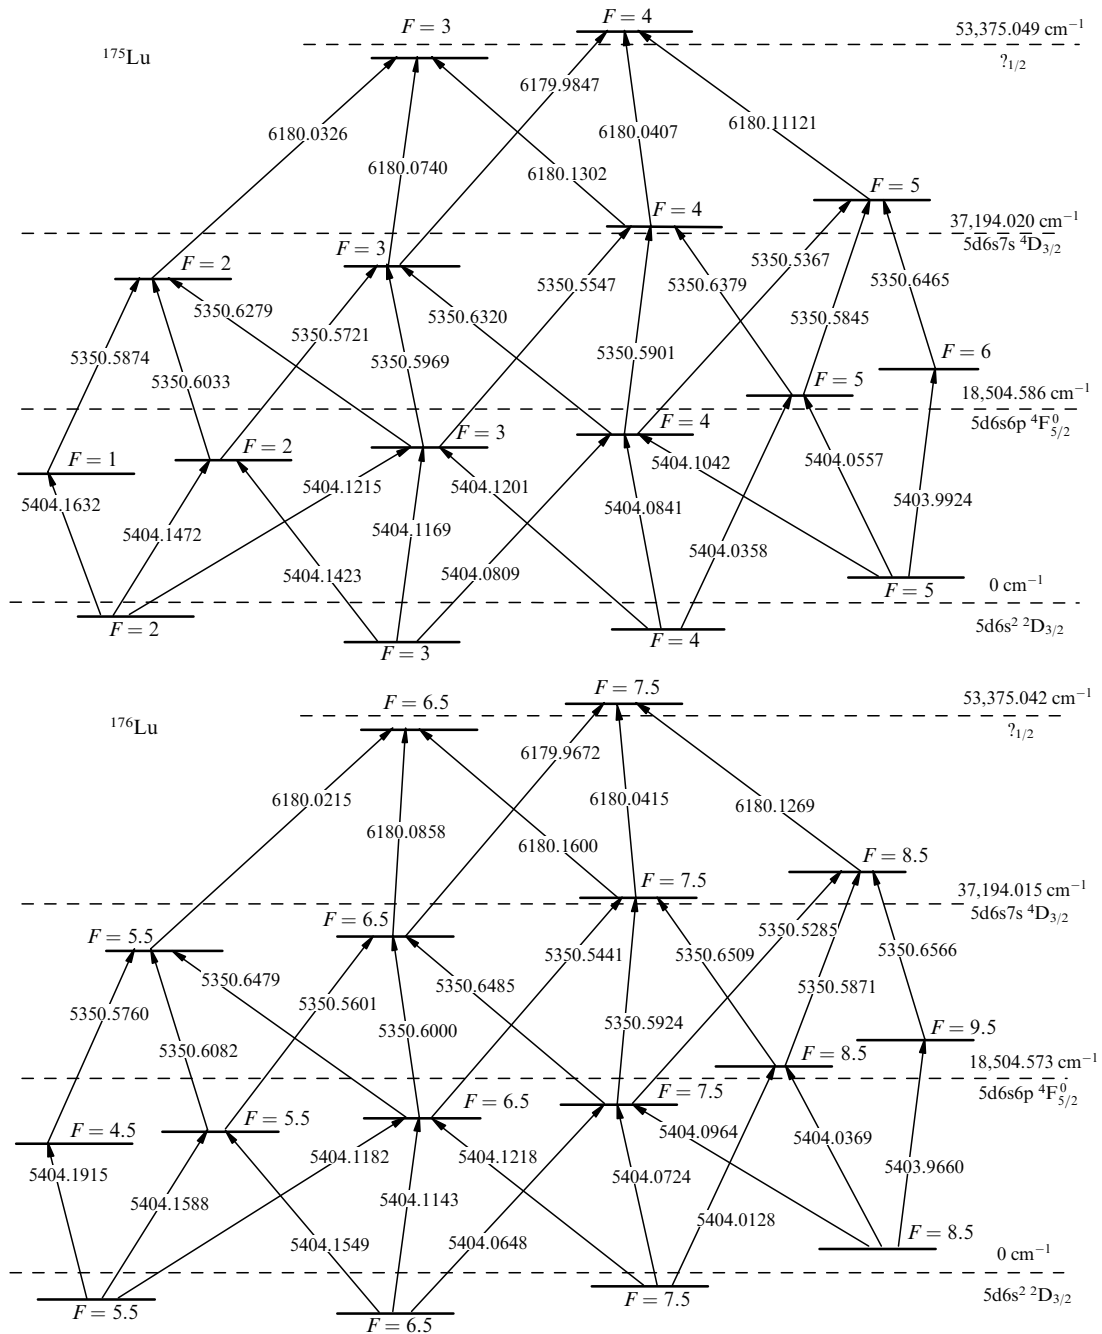 F = 4
53,375.049 cm−1
F = 3
175Lu
?1/2
6179.9847
6180.0326
6180.0407
6180.11121
6180.0740
6180.1302
F = 5
F = 4
37,194.020 cm−1
5d6s7s 4D3/2
F = 3
F = 2
5350.5367
5350.6465
5350.5547
5350.6379
5350.6279
5350.6320
5350.5845
5350.5721
5350.5874
5350.5969
5350.5901
F = 6
5350.6033
F = 5
18,504.586 cm−1
5d6s6p 4F05/2
F = 4
F = 3
F = 2
F = 1
5404.1042
5404.0557
5404.1215
5404.1201
5403.9924
5404.1632
5404.0841
5404.1472
5404.1169
5404.0358
5404.1423
5404.0809
0 cm−1
F = 5
5d6s2 2D3/2
F = 2
F = 4
F = 3
F = 7.5
53,375.042 cm−1
F = 6.5
176Lu
?1/2
6179.9672
6180.0215
6180.0415
6180.1269
6180.0858
6180.1600
F = 8.5
F = 7.5
37,194.015 cm−1
5d6s7s 4D3/2
F = 6.5
F = 5.5
5350.5285
5350.6566
5350.5441
5350.6509
5350.6479
5350.6485
5350.5871
5350.5601
5350.5760
5350.6000
5350.5924
F = 9.5
5350.6082
F = 8.5
18,504.573 cm−1
5d6s6p 4F05/2
F = 7.5
F = 6.5
F = 5.5
F = 4.5
5404.0964
5404.0369
5404.1182
5404.1218
5403.9660
5404.1915
5404.0724
5404.1588
5404.1143
5404.0128
5404.1549
5404.0648
F = 8.5
0 cm−1
5d6s2 2D3/2
F = 5.5
F = 7.5
F = 6.5